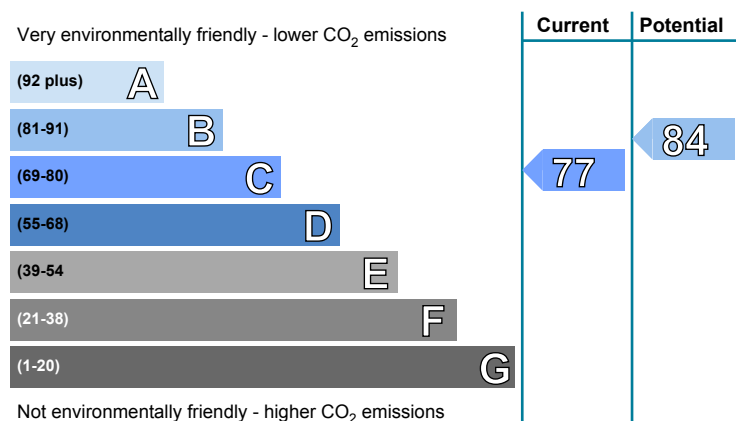 Very environmentally friendly - lower CO₂ emissions
Current
Potential
(92 plus) A
(81-91) B
(69-80) C
(55-68) D
(39-54 E
(21-38) F
(1-20) G
77
84
Not environmentally friendly - higher CO₂ emissions